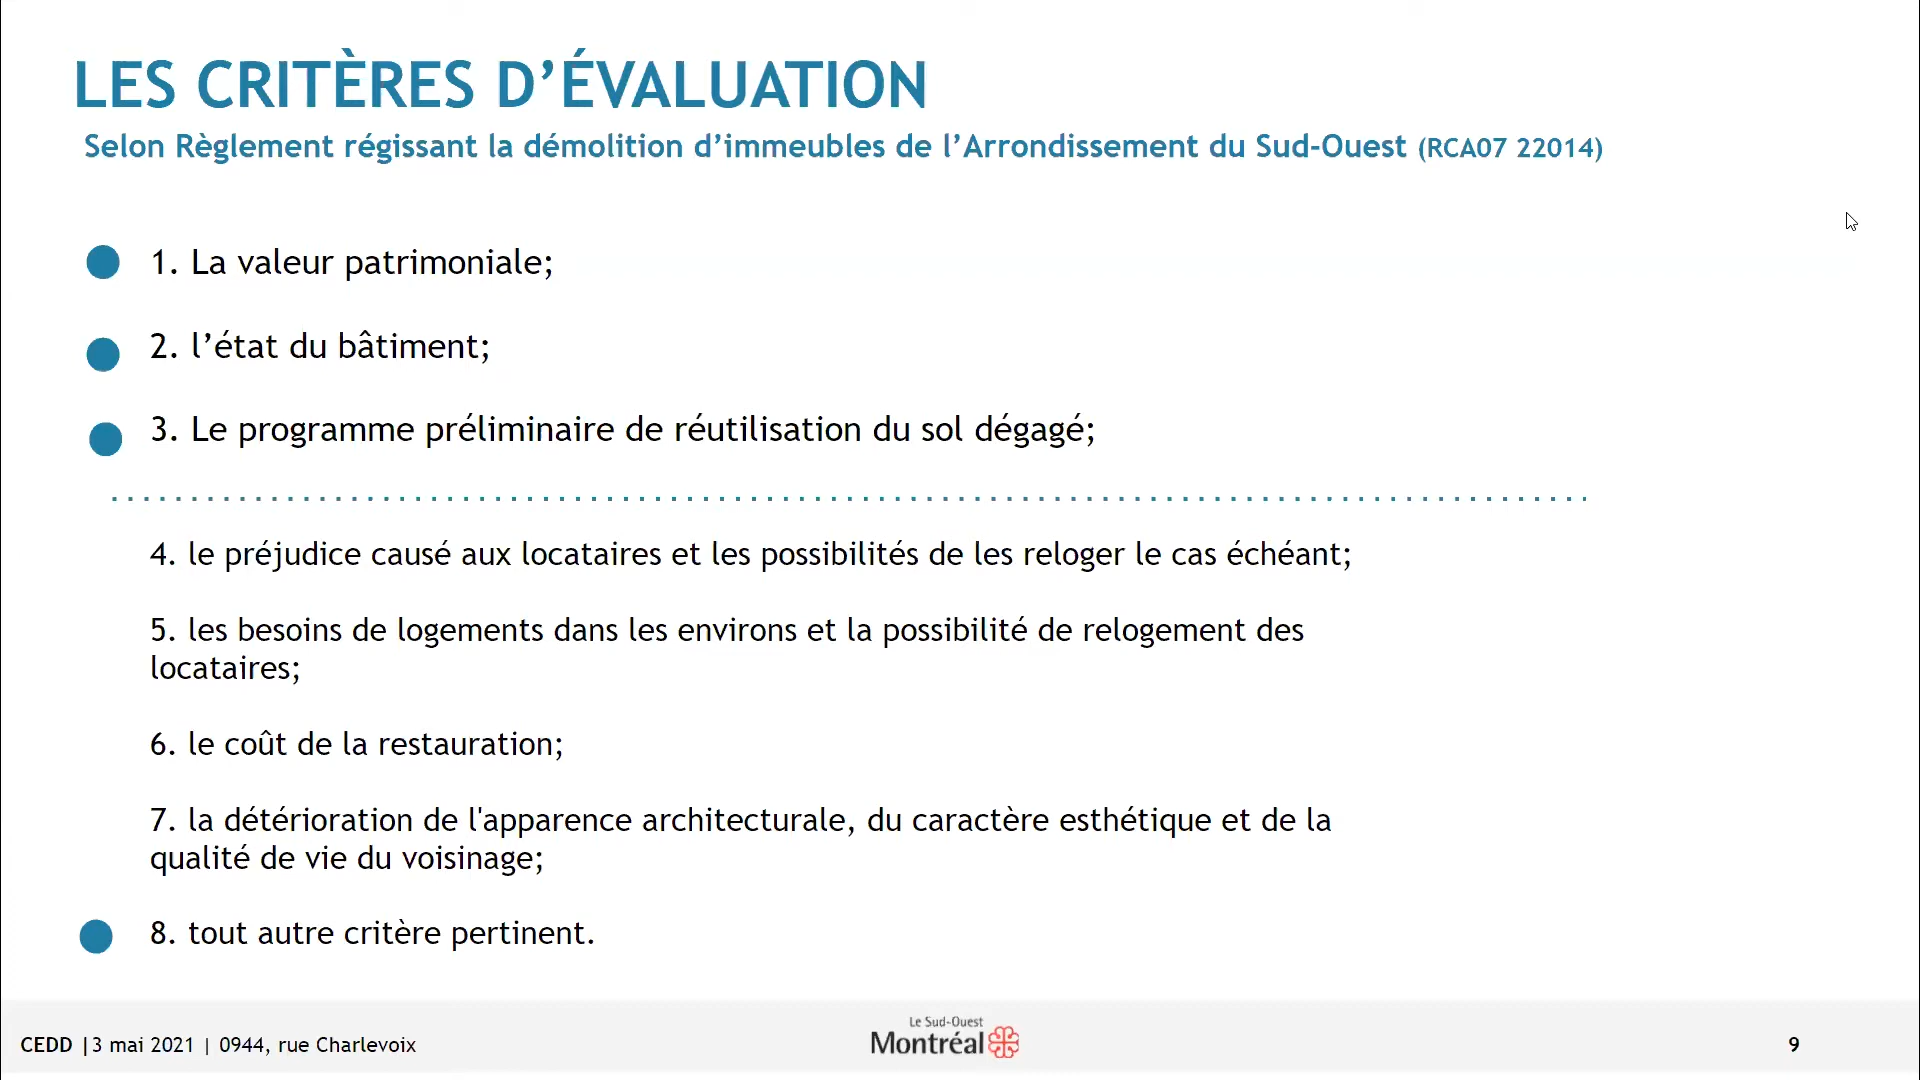 LES CRITÈRES D’ÉVALUATION
Selon Règlement régissant la démolition d’immeubles de l’Arrondissement du Sud-Ouest (RCA07 22014)
1. La valeur patrimoniale;
2. l’état du bâtiment;
3. Le programme préliminaire de réutilisation du sol dégagé;
4. le préjudice causé aux locataires et les possibilités de les reloger le cas échéant;
5. les besoins de logements dans les environs et la possibilité de relogement des
locataires;
6. le coût de la restauration;
7. la détérioration de l'apparence architecturale, du caractère esthétique et de la
qualité de vie du voisinage;
8. tout autre critère pertinent.
CEDD |3 mai 2021 | 0944, rue Charlevoix
Le Sud-Ouest
Montréal
9